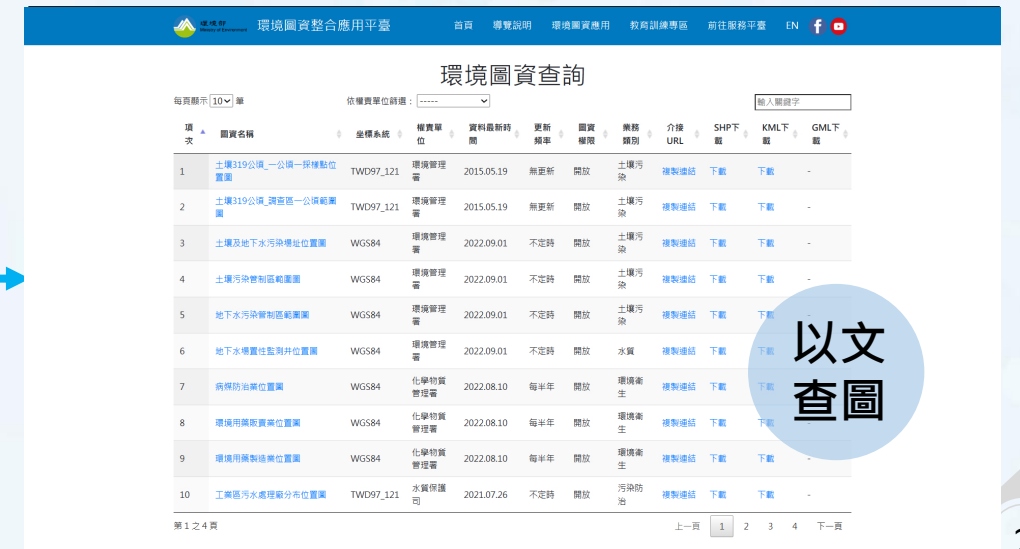 環境部 Ministry of Environment 環境圖資整合應用平臺 首頁 導覽說明 環境圖資應用 教育訓練專區 前往服務平臺 EN
環境圖資查詢
每頁顯示 10 筆 依權責單位篩選： ----- 輸入關鍵字
項次 圖資名稱 坐標系統 權責單位 資料最新時間 更新頻率 圖資權限 業務類別 介接URL SHP下載 KML下載 GML下載
1 土壤319公頃_一公頃一採樣點位置圖 TWD97_121 環境管理署 2015.05.19 無更新 開放 土壤污染 複製連結 下載 下載 -
2 土壤319公頃_調查區一公頃範圍圖 TWD97_121 環境管理署 2015.05.19 無更新 開放 土壤污染 複製連結 下載 下載 -
3 土壤及地下水污染場址位置圖 WGS84 環境管理署 2022.09.01 不定時 開放 土壤污染 複製連結 下載 下載 -
4 土壤污染管制區範圍圖 WGS84 環境管理署 2022.09.01 不定時 開放 土壤污染 複製連結 下載 下載 -
5 地下水污染管制區範圍圖 WGS84 環境管理署 2022.09.01 不定時 開放 土壤污染 複製連結 下載 下載 -
6 地下水場置性監測井位置圖 WGS84 環境管理署 2022.09.01 不定時 開放 水質 複製連結 下載 下載 -
7 病媒防治業位置圖 WGS84 化學物質管理署 2022.08.10 每半年 開放 環境衛生 複製連結 下載 下載 -
8 環境用藥販賣業位置圖 WGS84 化學物質管理署 2022.08.10 每半年 開放 環境衛生 複製連結 下載 下載 -
9 環境用藥製造業位置圖 WGS84 化學物質管理署 2022.08.10 每半年 開放 環境衛生 複製連結 下載 下載 -
10 工業區污水處理廠分布位置圖 TWD97_121 水質保護司 2021.07.26 不定時 開放 污染防治 複製連結 下載 下載 -
以文
查圖
第 1 之 4 頁 上一頁 1 2 3 4 下一頁